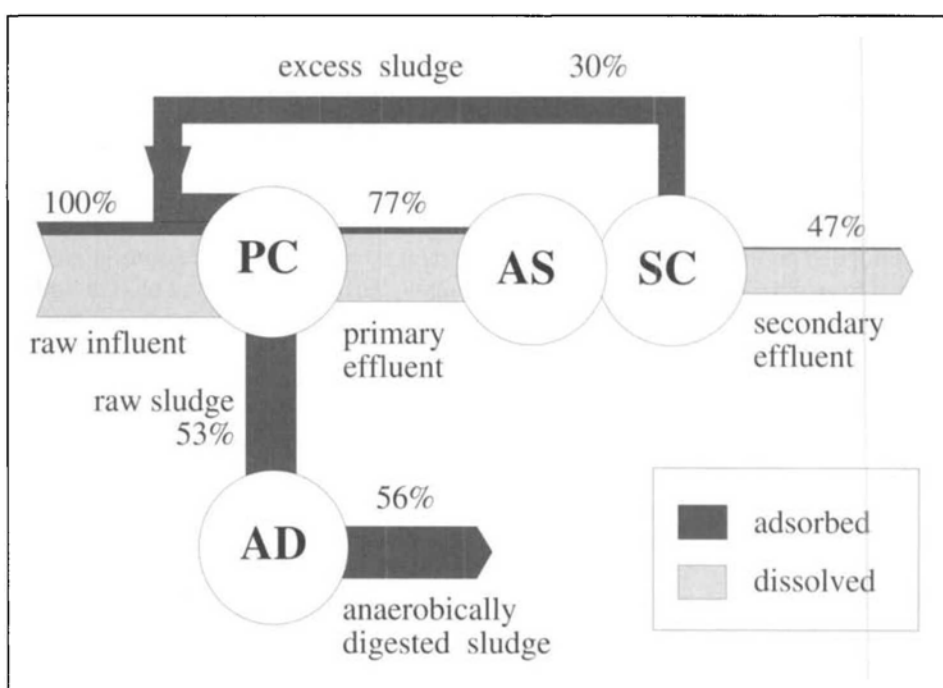 excess sludge 30%
100%
77%
47%
PC
AS
SC
raw influent
primary
effluent
secondary
effluent
raw sludge
53%
56%
AD
anaerobically
digested sludge
adsorbed
dissolved